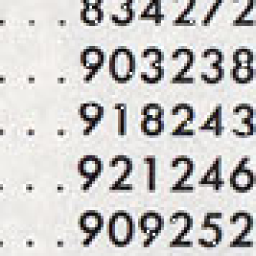 . . . 834272
. . . 903238
. . . 918243
. . . 921246
. . . 909252